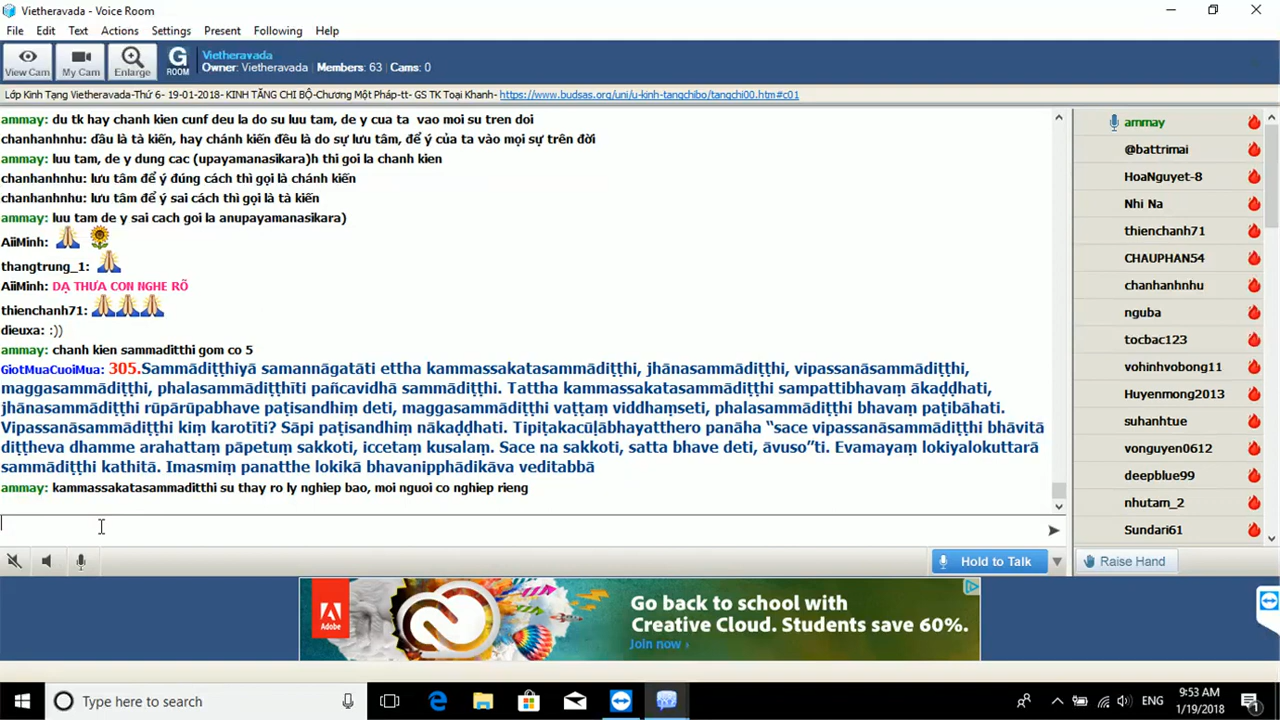 Vietheravada - Voice Room
File Edit Text Actions Settings Present Following Help
View Cam My Cam Enlarge G ROOM
Vietheravada
Owner: Vietheravada | Members: 63 | Cams: 0
Lớp Kinh Tạng Vietheravada-Thứ 6- 19-01-2018- KINH TĂNG CHI BỘ-Chương Một Pháp-tt- GS TK Toại Khanh- https://www.budsas.org/uni/u-kinh-tangchibo/tangchi00.htm#c01
ammay: du tk hay chanh kien cunf deu la do su luu tam, de y cua ta vao moi su tren doi
chanhanhnhu: dầu là tà kiến, hay chánh kiến đều là do sự lưu tâm, để ý của ta vào mọi sự trên đời
ammay: luu tam, de y dung cac (upayamanasikara)h thi goi la chanh kien
chanhanhnhu: lưu tâm để ý đúng cách thì gọi là chánh kiến
chanhanhnhu: lưu tâm để ý sai cách thì gọi là tà kiến
ammay: luu tam de y sai cach goi la anupayamanasikara)
AiiMinh:
thangtrung_1:
AiiMinh: DẠ THƯA CON NGHE RÕ
thienchanh71:
dieuxa: :))
ammay: chanh kien sammaditthi gom co 5
GiotMuaCuoiMua: 305.Sammādiṭṭhiyā samannāgatāti ettha kammassakatasammādiṭṭhi, jhānasammādiṭṭhi, vipassanāsammādiṭṭhi,
maggasammādiṭṭhi, phalasammādiṭṭhīti pañcavidhā sammādiṭṭhi. Tattha kammassakatasammādiṭṭhi sampattibhavaṃ ākaḍḍhati,
jhānasammādiṭṭhi rūpārūpabhave paṭisandhiṃ deti, maggasammādiṭṭhi vaṭṭaṃ viddhaṃseti, phalasammādiṭṭhi bhavaṃ paṭibāhati.
Vipassanāsammādiṭṭhi kiṃ karotīti? Sāpi paṭisandhiṃ nākaḍḍhati. Tipiṭakacūḷābhayatthero panāha “sace vipassanāsammādiṭṭhi bhāvitā
diṭṭheva dhamme arahattaṃ pāpetuṃ sakkoti, iccetaṃ kusalaṃ. Sace na sakkoti, satta bhave deti, āvuso”ti. Evamayaṃ lokiyalokuttarā
sammādiṭṭhi kathitā. Imasmiṃ panatthe lokikā bhavanipphādikāva veditabbā
ammay: kammassakatasammaditthi su thay ro ly nghiep bao, moi nguoi co nghiep rieng
ammay
@battrimai
HoaNguyet-8
Nhi Na
thienchanh71
CHAUPHAN54
chanhanhnhu
nguba
tocbac123
vohinhvobong11
Huyenmong2013
suhanhtue
vonguyen0612
deepblue99
nhutam_2
Sundari61
Hold to Talk
Raise Hand
Adobe
Go back to school with
Creative Cloud. Students save 60%.
Join now ›
Type here to search
ENG
9:53 AM
1/19/2018
1